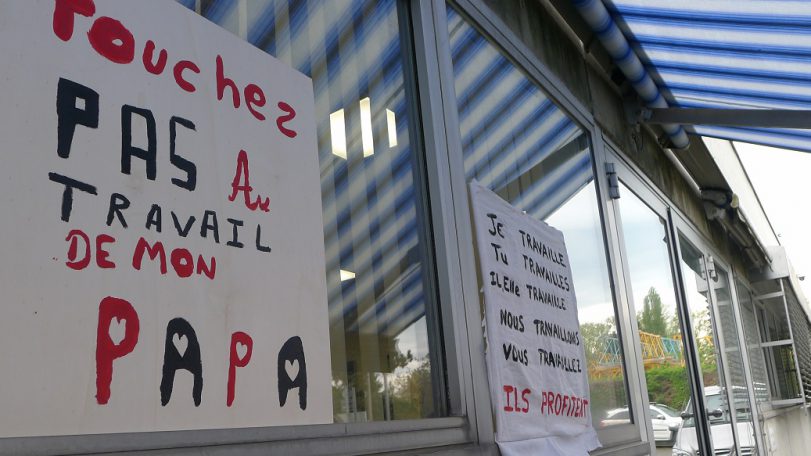 Touchez
PAS Au
TRAVAIL
DE MON
PAPA
JE TRAVAILLE
TU TRAVAILLES
IL Elle TRAVAILLE
NOUS TRAVAILLONS
VOUS TRAVAILLEZ
ILS PROFITENT